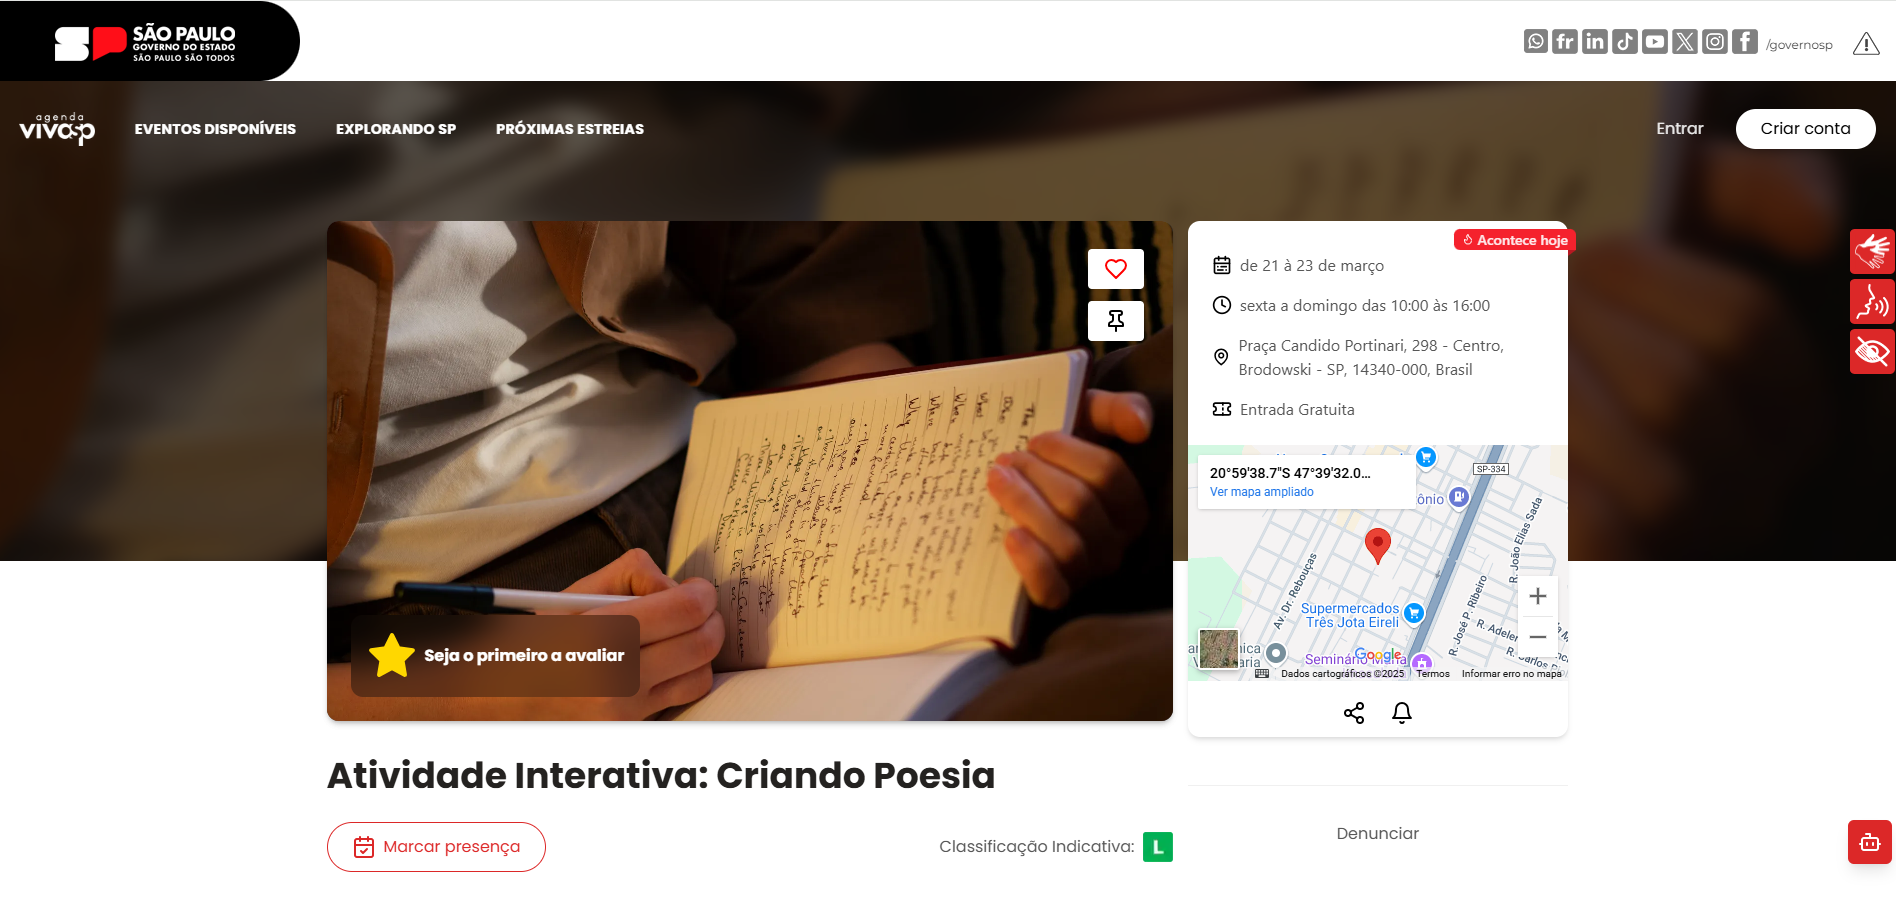 SÃO PAULO
GOVERNO DO ESTADO
SÃO PAULO SÃO TODOS
/governosp
agenda
vivasp
EVENTOS DISPONÍVEIS
EXPLORANDO SP
PRÓXIMAS ESTREIAS
Entrar
Criar conta
Acontece hoje
de 21 à 23 de março
sexta a domingo das 10:00 às 16:00
Praça Candido Portinari, 298 - Centro,
Brodowski - SP, 14340-000, Brasil
Entrada Gratuita
20°59'38.7"S 47°39'32.0...
Ver mapa ampliado
SP-334
ônio
R. João Elias Sada
Av. Dr. Rebouças
R. José P. Ribeiro
Supermercados
Três Jota Eireli
R. Adele
R. Carlos
Seminário Maria
Google
Dados cartográficos ©2025
Termos
Informar erro no mapa
Seja o primeiro a avaliar
Atividade Interativa: Criando Poesia
Marcar presença
Classificação Indicativa:
L
Denunciar